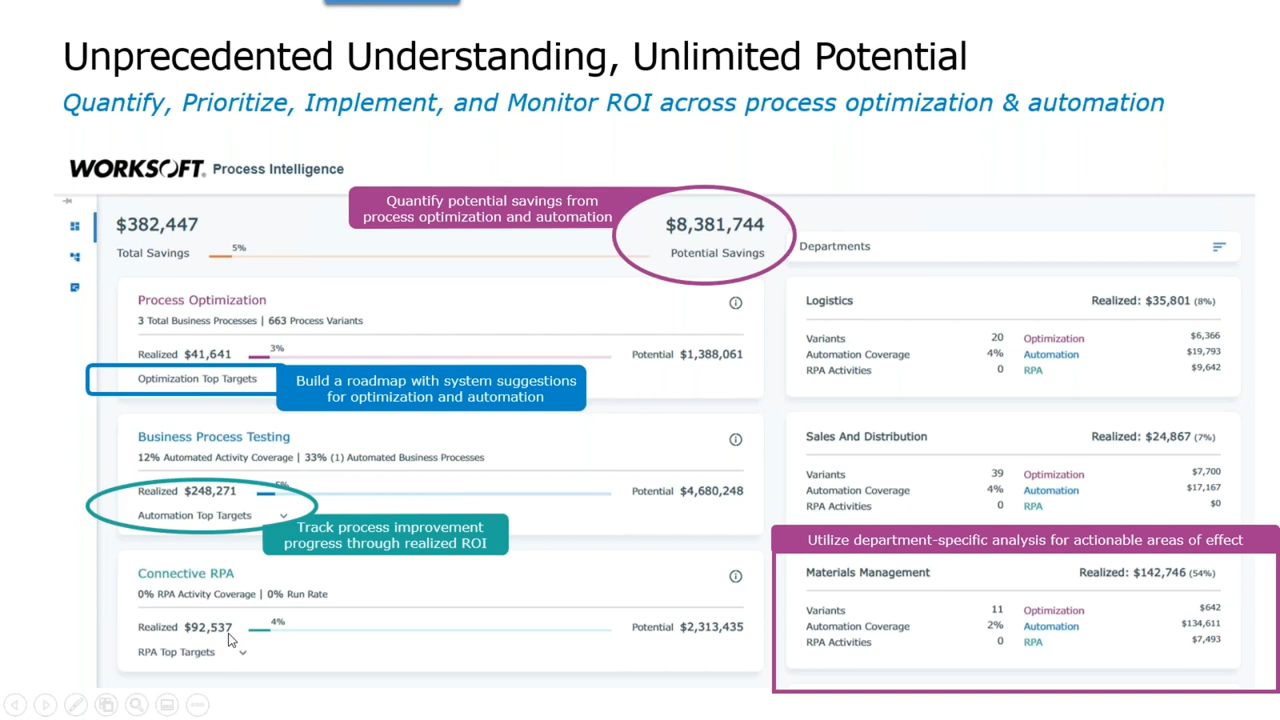 Unprecedented Understanding, Unlimited Potential
Quantify, Prioritize, Implement, and Monitor ROI across process optimization & automation
WORKSOFT. Process Intelligence
Quantify potential savings from
process optimization and automation
$382,447
Total Savings
5%
$8,381,744
Potential Savings
Process Optimization
3 Total Business Processes | 663 Process Variants
3%
Realized $41,641
Potential $1,388,061
Optimization Top Targets
Build a roadmap with system suggestions
for optimization and automation
Business Process Testing
12% Automated Activity Coverage | 33% (1) Automated Business Processes
5%
Realized $248,271
Potential $4,680,248
Automation Top Targets
Track process improvement
progress through realized ROI
Connective RPA
0% RPA Activity Coverage | 0% Run Rate
4%
Realized $92,537
Potential $2,313,435
RPA Top Targets
Departments
Logistics
Realized: $35,801 (8%)
Variants 20 Optimization $6,366
Automation Coverage 4% Automation $19,793
RPA Activities 0 RPA $9,642
Sales And Distribution
Realized: $24,867 (7%)
Variants 39 Optimization $7,700
Automation Coverage 4% Automation $17,167
RPA Activities 0 RPA $0
Utilize department-specific analysis for actionable areas of effect
Materials Management
Realized: $142,746 (54%)
Variants 11 Optimization $642
Automation Coverage 2% Automation $134,611
RPA Activities 0 RPA $7,493